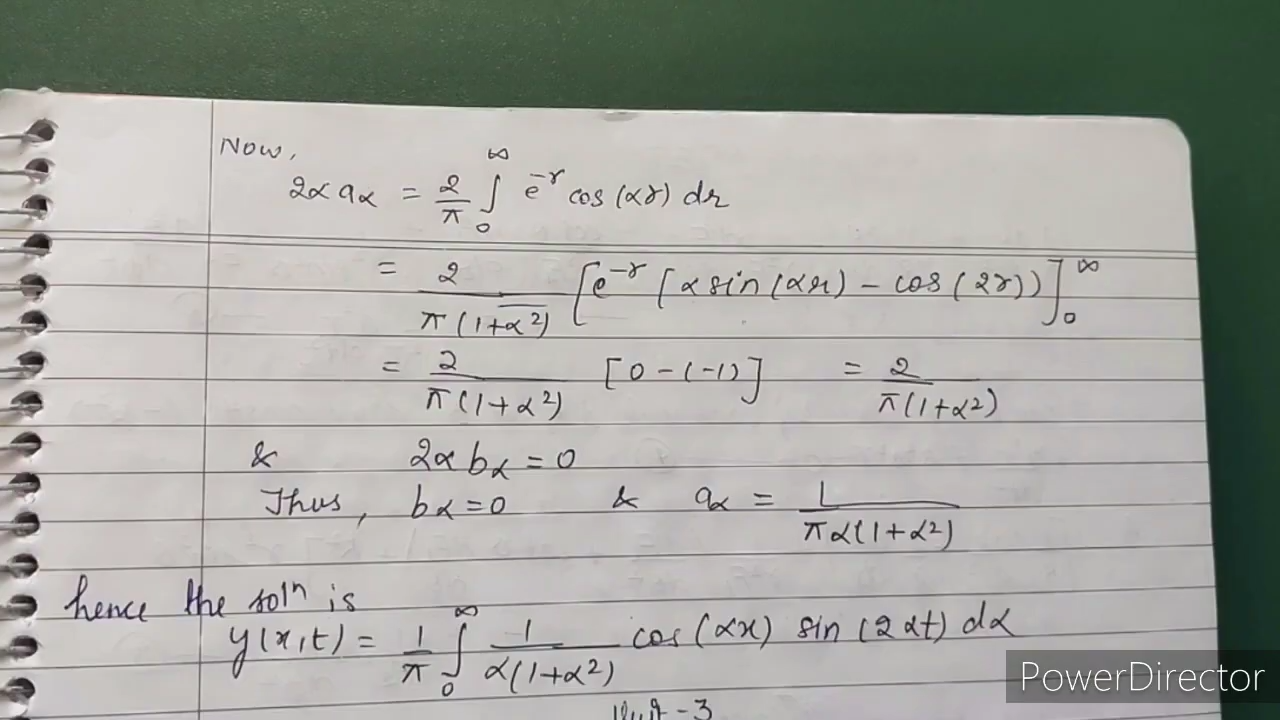 Now,
2α aα = 2/π ∫₀^∞ e^-r cos (αr) dr
= 2/π(1+α²) [e^-r [α sin (αr) - cos (2r))]₀^∞
= 2/π(1+α²) [0-(-1)] = 2/π(1+α²)
& 2α bα = 0
Thus, bα = 0 & aα = 1/πα(1+α²)
hence the solⁿ is
y(x,t) = 1/π ∫₀^∞ 1/α(1+α²) cos (αx) sin (2αt) dα
PowerDirector